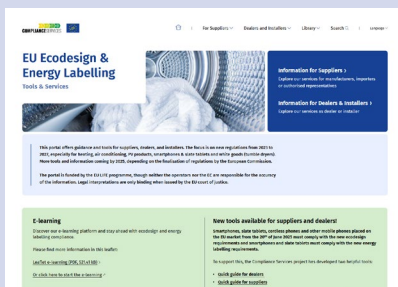 COMPLIANCESERVICES
For Suppliers
Dealers and Installers
Library
Search
Language
EU Ecodesign &
Energy Labelling
Tools & Services
Information for Suppliers ›
Explore our services for manufacturers, importers
or authorised representatives
Information for Dealers & Installers ›
Explore our services as dealer or installer
This portal offers guidance and tools for suppliers, dealers, and installers. The focus is on new regulations from 2023 to
2027, especially for heating, air conditioning, PV products, smartphones & slate tablets and white goods (tumble dryers).
More tools and information coming by 2025, depending on the finalisation of regulations by the European Commission.
The portal is funded by the EU LIFE programme, though neither the operators nor the EC are responsible for the accuracy
of the information. Legal interpretations are only binding when issued by the EU court of justice.
E-learning
Discover our e-learning platform and stay ahead with ecodesign and energy
labelling compliance.
Please find more information in this leaflet:
Leaflet e-learning (PDF, 521.41 kB)
Or click here to start the e-learning
New tools available for suppliers and dealers!
Smartphones, slate tablets, cordless phones and other mobile phones placed on
the EU market from the 20th of June 2025 must comply with the new ecodesign
requirements and smartphones and slate tablets must comply with the new energy
labelling requirements.
To support this, the Compliance Services project has developed two helpful tools:
• Quick guide for dealers
• Quick guide for suppliers